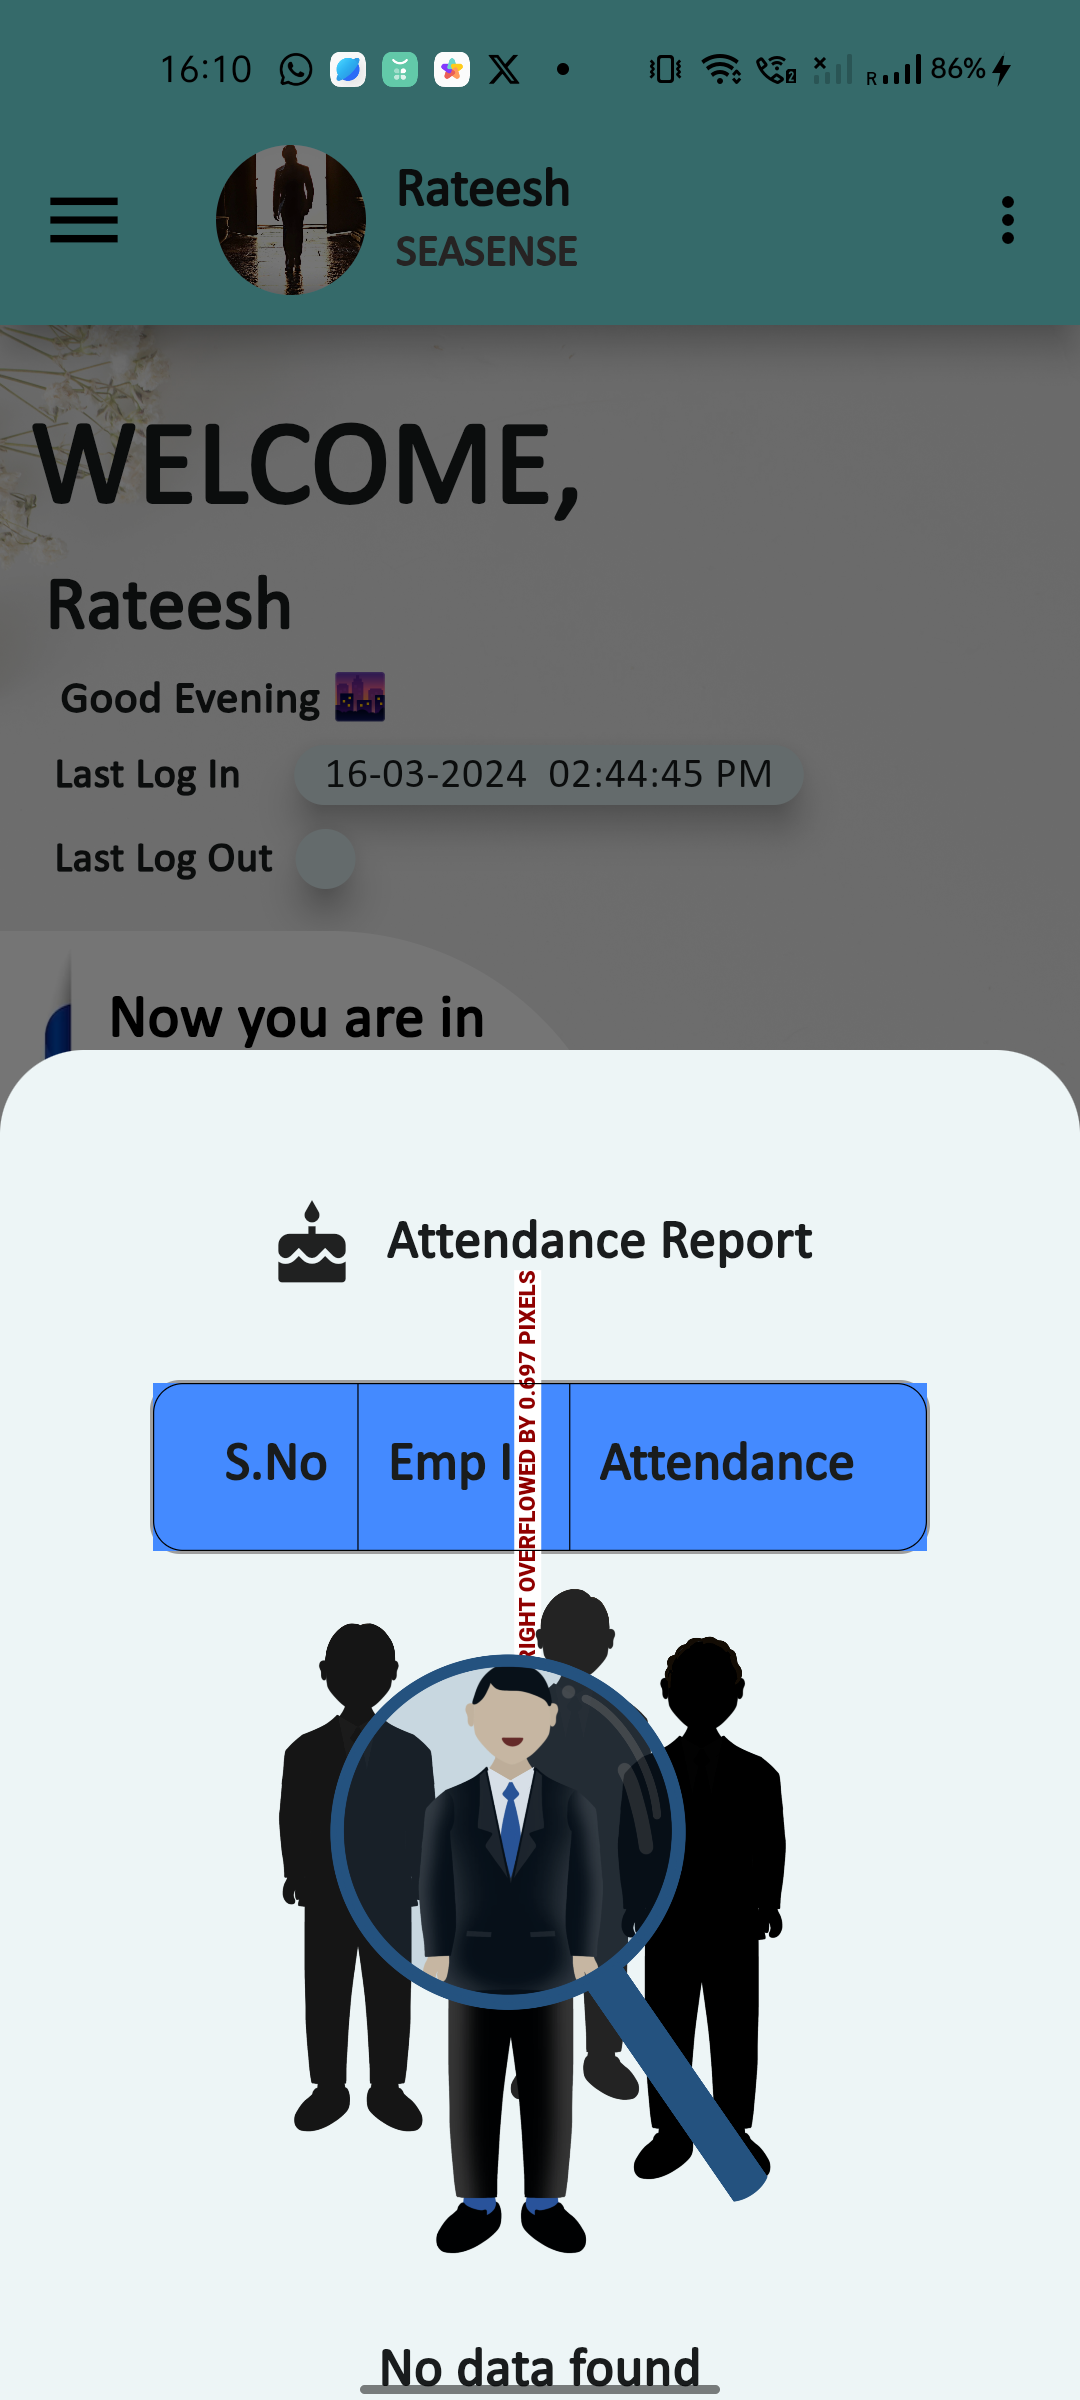 16:10
R 86%
Rateesh
SEASENSE
WELCOME,
Rateesh
Good Evening
Last Log In 16-03-2024 02:44:45 PM
Last Log Out
Now you are in
Attendance Report
RIGHT OVERFLOWED BY 0.697 PIXELS
S.No Emp I Attendance
No data found